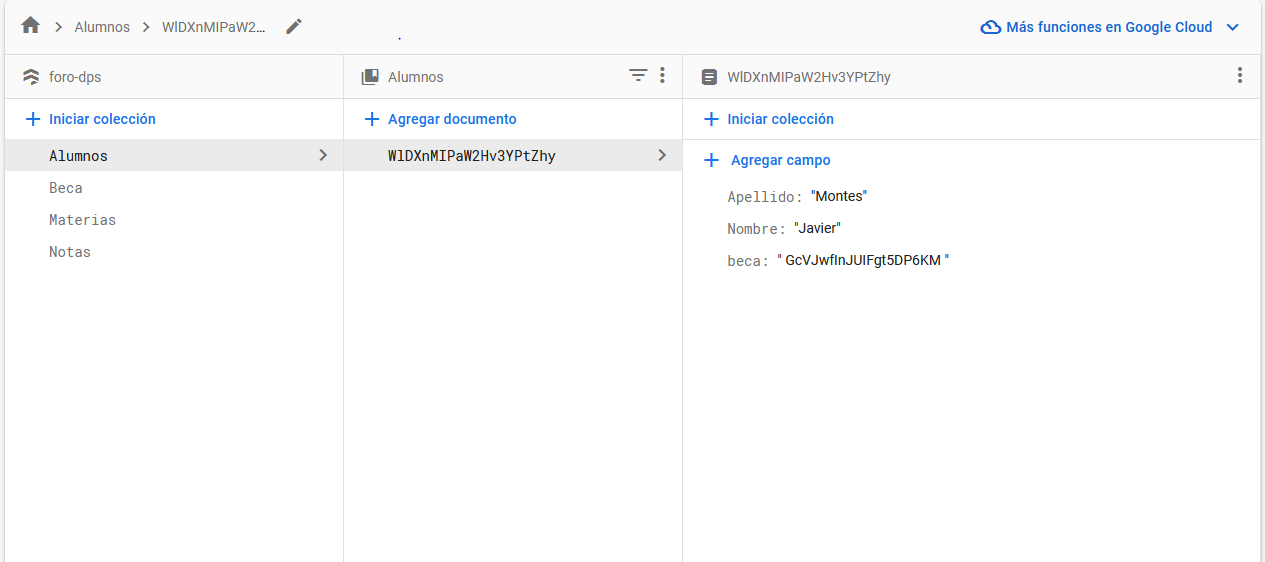 Alumnos WlDXnMIPaW2... Más funciones en Google Cloud
foro-dps Alumnos WlDXnMIPaW2Hv3YPtZhy
Iniciar colección Agregar documento Iniciar colección
Alumnos WlDXnMIPaW2Hv3YPtZhy Agregar campo
Beca Apellido: "Montes"
Materias Nombre: "Javier"
Notas beca: " GcVJwfInJUIFgt5DP6KM "